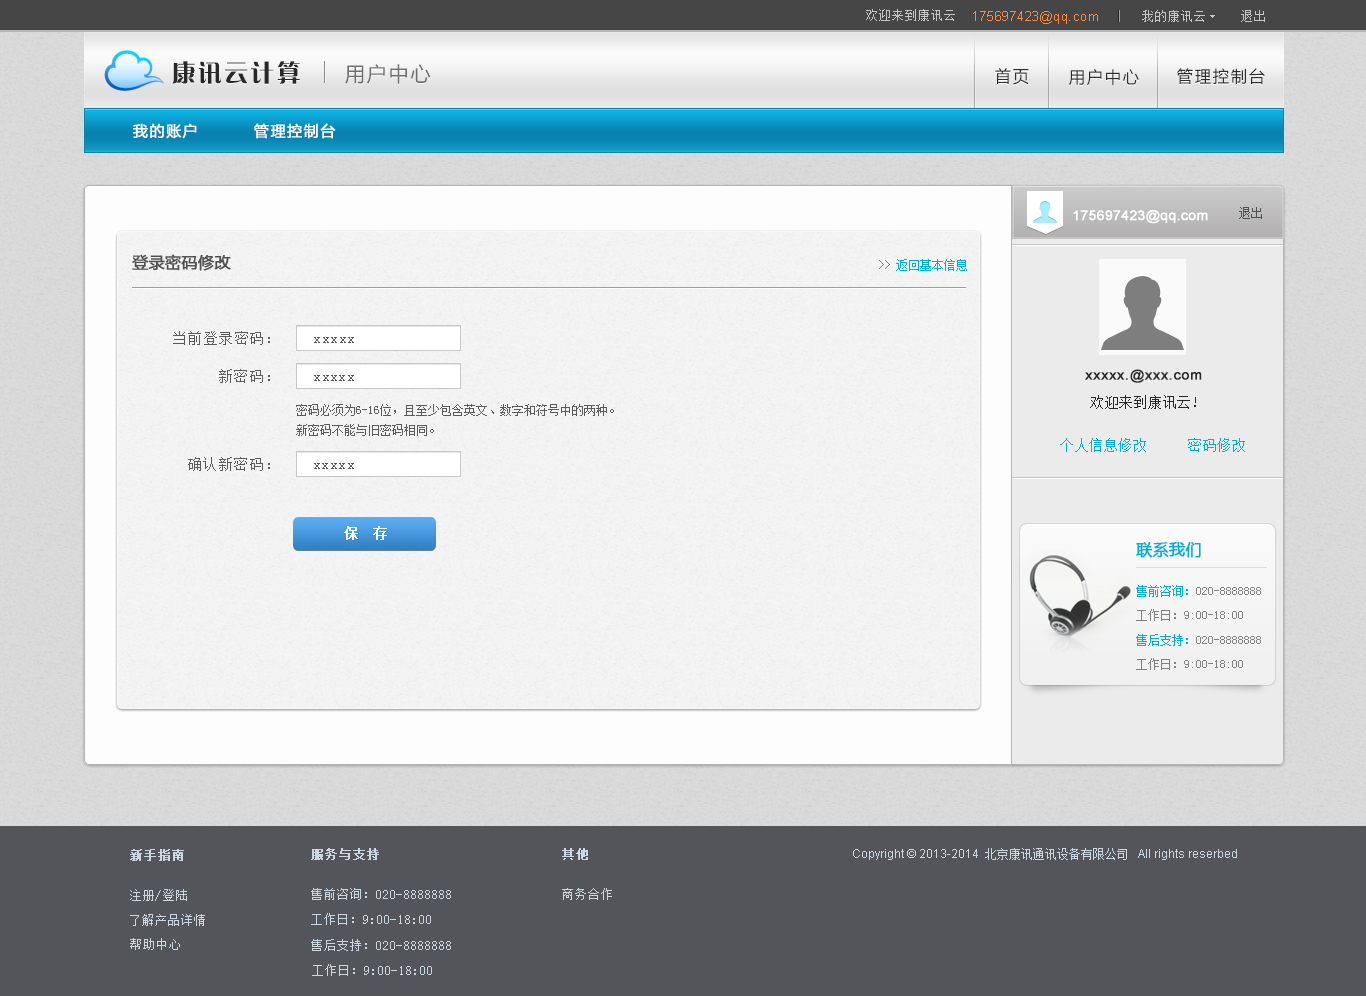 欢迎来到康讯云 175697423@qq.com | 我的康讯云 退出
康讯云计算 | 用户中心
首页 用户中心 管理控制台
我的账户 管理控制台
登录密码修改
>> 返回基本信息
当前登录密码： xxxxx
新密码： xxxxx
密码必须为6-16位，且至少包含英文、数字和符号中的两种。
新密码不能与旧密码相同。
确认新密码： xxxxx
保 存
175697423@qq.com 退出
xxxxx.@xxx.com
欢迎来到康讯云！
个人信息修改 密码修改
联系我们
售前咨询：020-8888888
工作日：9:00-18:00
售后支持：020-8888888
工作日：9:00-18:00
新手指南
注册/登陆
了解产品详情
帮助中心
服务与支持
售前咨询：020-8888888
工作日：9:00-18:00
售后支持：020-8888888
工作日：9:00-18:00
其他
商务合作
Copyright © 2013-2014 北京康讯通讯设备有限公司 All rights reserbed